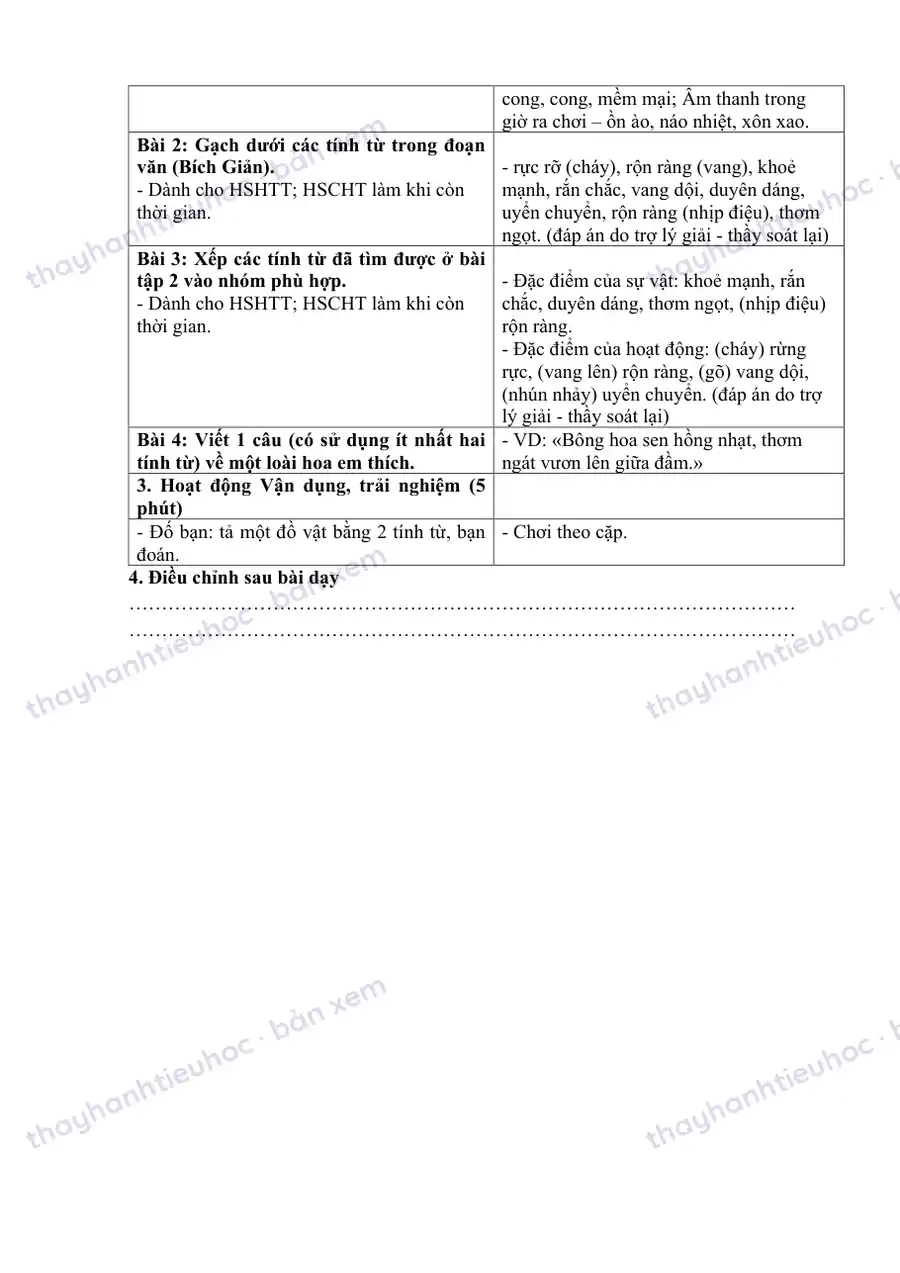 cong, cong, mềm mại; Âm thanh trong
giờ ra chơi – ồn ào, náo nhiệt, xôn xao.
Bài 2: Gạch dưới các tính từ trong đoạn
văn (Bích Giản).
- Dành cho HSHTT; HSCHT làm khi còn
thời gian.
- rực rỡ (cháy), rộn ràng (vang), khoẻ
mạnh, rắn chắc, vang dội, duyên dáng,
uyển chuyển, rộn ràng (nhịp điệu), thơm
ngọt. (đáp án do trợ lý giải - thầy soát lại)
Bài 3: Xếp các tính từ đã tìm được ở bài
tập 2 vào nhóm phù hợp.
- Dành cho HSHTT; HSCHT làm khi còn
thời gian.
- Đặc điểm của sự vật: khoẻ mạnh, rắn
chắc, duyên dáng, thơm ngọt, (nhịp điệu)
rộn ràng.
- Đặc điểm của hoạt động: (cháy) rừng
rực, (vang lên) rộn ràng, (gõ) vang dội,
(nhún nhảy) uyển chuyển. (đáp án do trợ
lý giải - thầy soát lại)
Bài 4: Viết 1 câu (có sử dụng ít nhất hai
tính từ) về một loài hoa em thích.
- VD: «Bông hoa sen hồng nhạt, thơm
ngát vươn lên giữa đầm.»
3. Hoạt động Vận dụng, trải nghiệm (5
phút)
- Đố bạn: tả một đồ vật bằng 2 tính từ, bạn
đoán.
- Chơi theo cặp.
4. Điều chỉnh sau bài dạy
……………………………………………………………………………………………
……………………………………………………………………………………………
thayhanhtieuhoc · bản xem
thayhanhtieuhoc · b
thayhanhtieuhoc · bản xem
thayhanhtieuhoc · b
thayhanhtieuhoc · bản xem
thayhanhtieuhoc · b